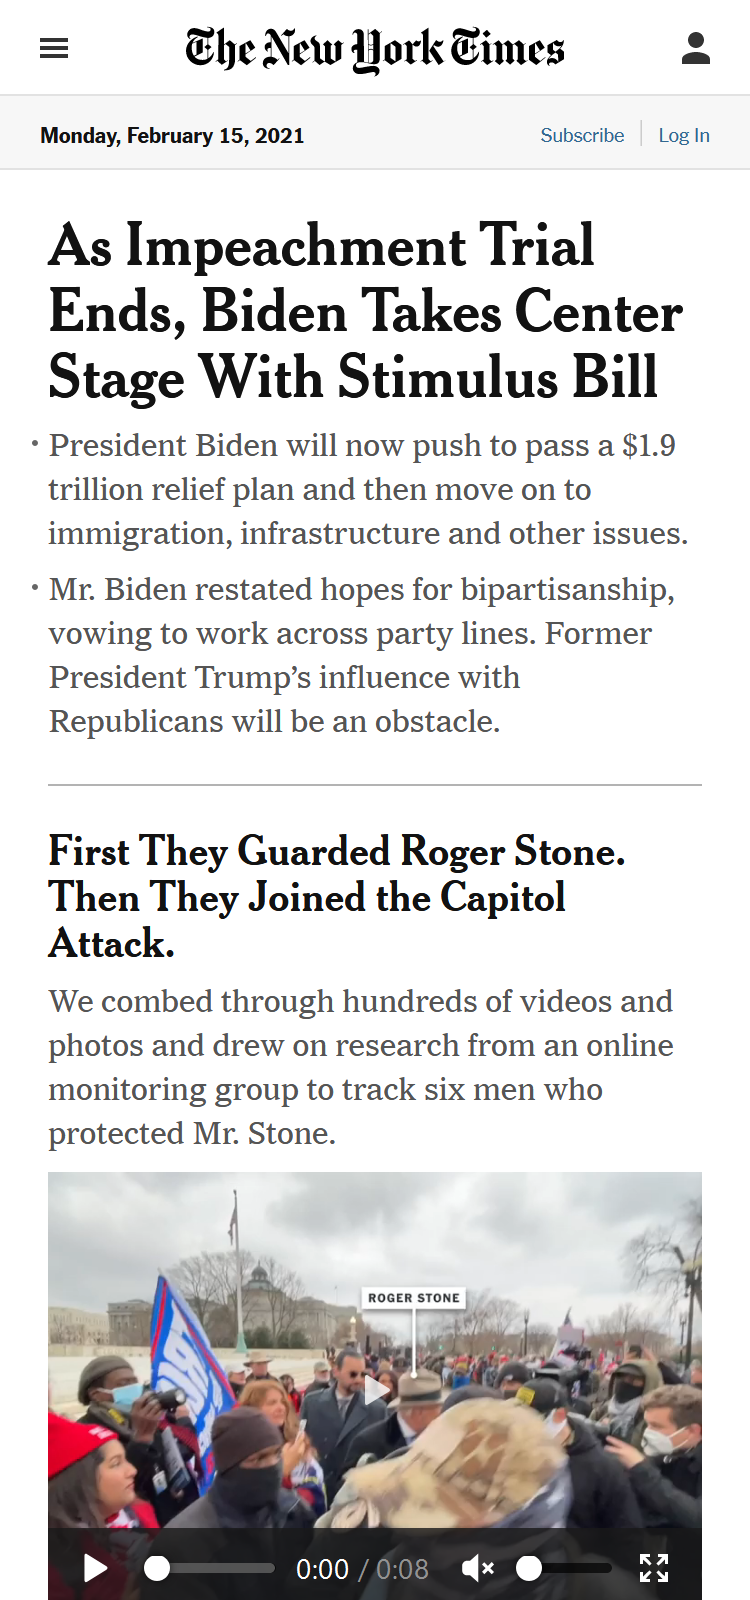 The New York Times
Monday, February 15, 2021
Subscribe
Log In
As Impeachment Trial
Ends, Biden Takes Center
Stage With Stimulus Bill
• President Biden will now push to pass a $1.9
trillion relief plan and then move on to
immigration, infrastructure and other issues.
• Mr. Biden restated hopes for bipartisanship,
vowing to work across party lines. Former
President Trump’s influence with
Republicans will be an obstacle.
First They Guarded Roger Stone.
Then They Joined the Capitol
Attack.
We combed through hundreds of videos and
photos and drew on research from an online
monitoring group to track six men who
protected Mr. Stone.
ROGER STONE
0:00 / 0:08